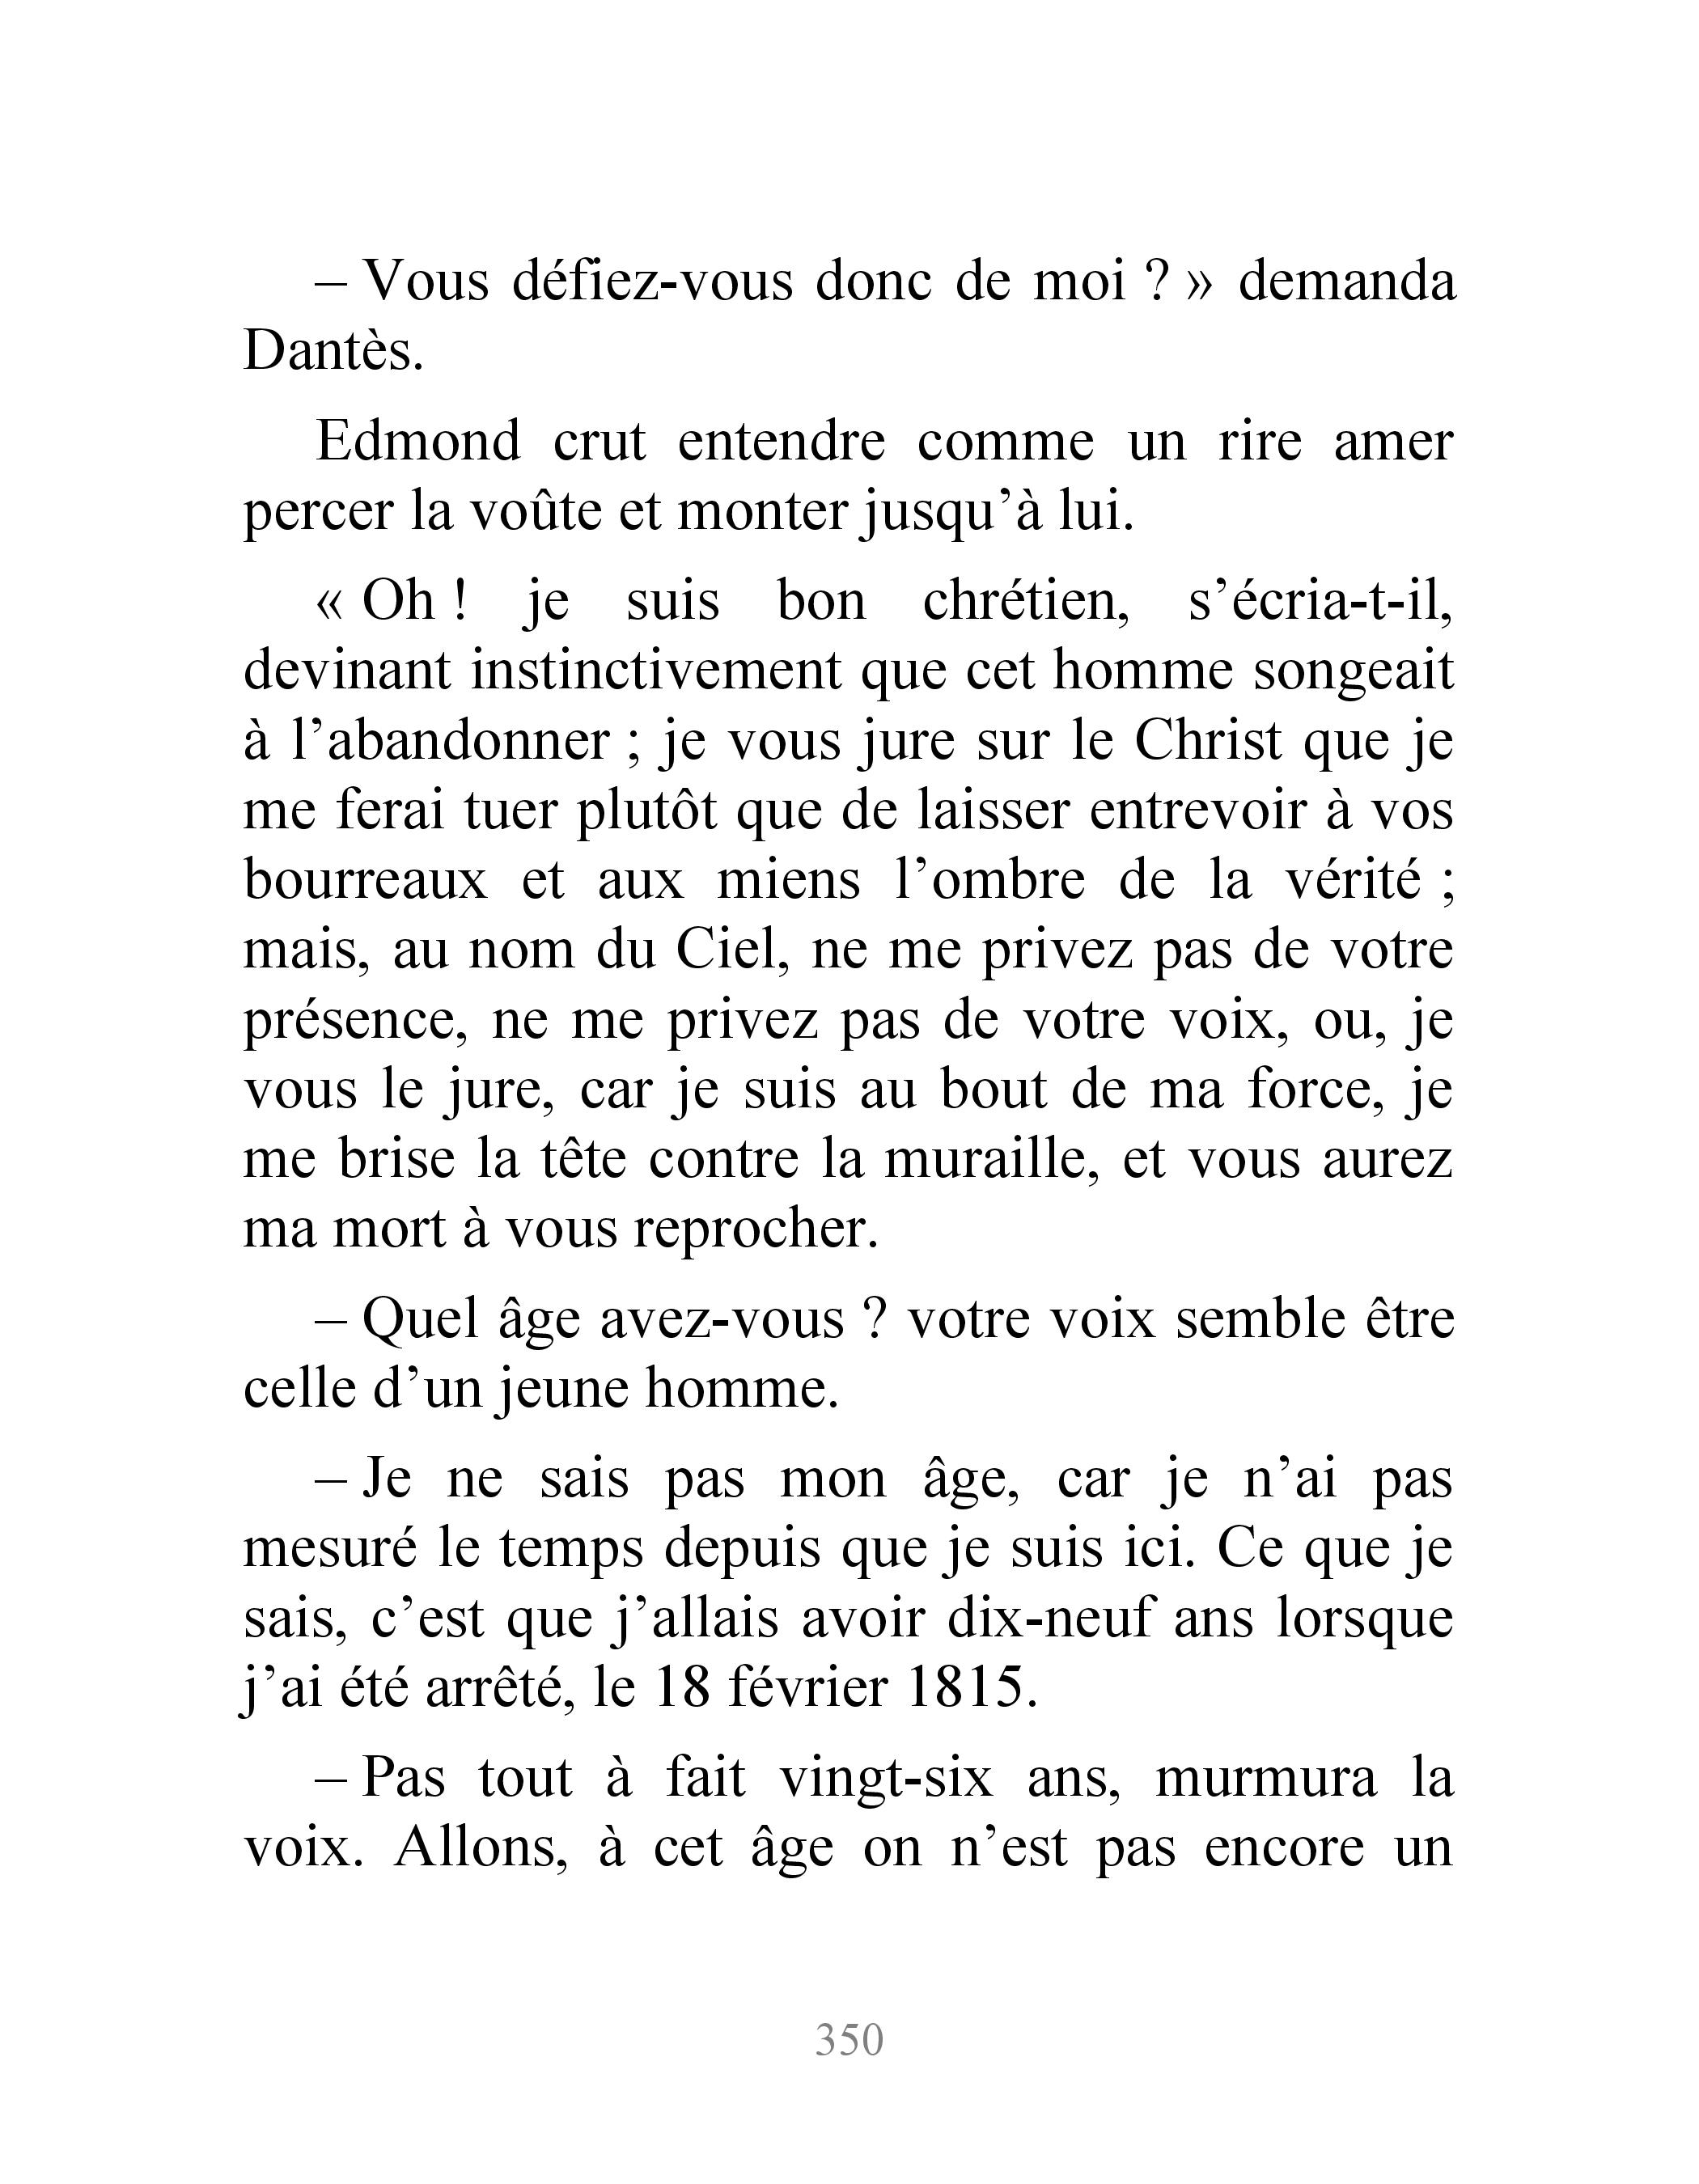 – Vous défiez-vous donc de moi ? » demanda
Dantès.
Edmond crut entendre comme un rire amer
percer la voûte et monter jusqu’à lui.
« Oh ! je suis bon chrétien, s’écria-t-il,
devinant instinctivement que cet homme songeait
à l’abandonner ; je vous jure sur le Christ que je
me ferai tuer plutôt que de laisser entrevoir à vos
bourreaux et aux miens l’ombre de la vérité ;
mais, au nom du Ciel, ne me privez pas de votre
présence, ne me privez pas de votre voix, ou, je
vous le jure, car je suis au bout de ma force, je
me brise la tête contre la muraille, et vous aurez
ma mort à vous reprocher.
– Quel âge avez-vous ? votre voix semble être
celle d’un jeune homme.
– Je ne sais pas mon âge, car je n’ai pas
mesuré le temps depuis que je suis ici. Ce que je
sais, c’est que j’allais avoir dix-neuf ans lorsque
j’ai été arrêté, le 18 février 1815.
– Pas tout à fait vingt-six ans, murmura la
voix. Allons, à cet âge on n’est pas encore un
350